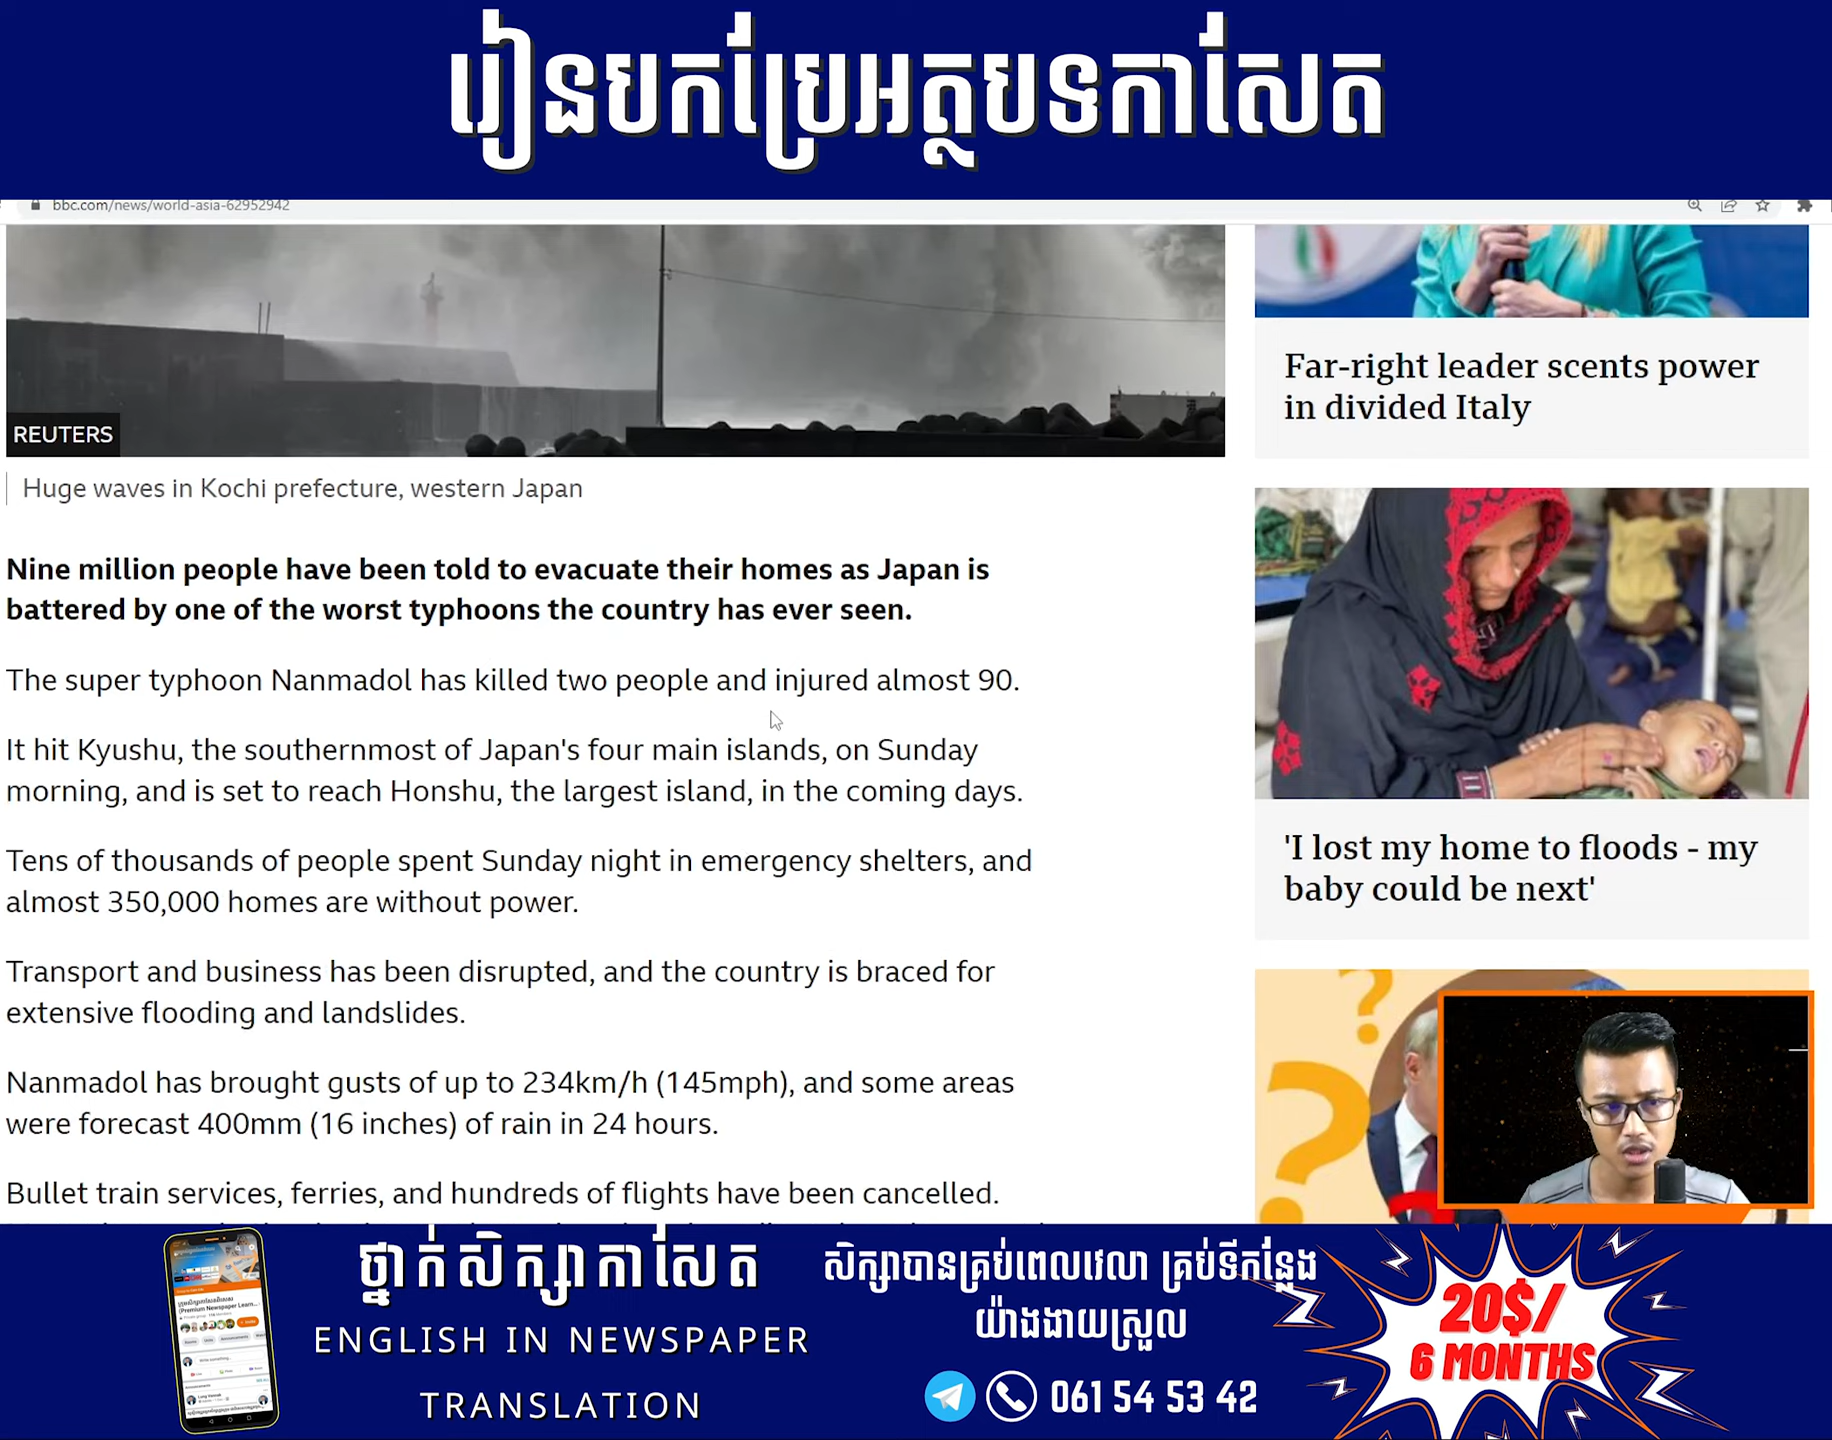 រៀនបកប្រែអត្ថបទកាសែត
bbc.com/news/world-asia-62952942
REUTERS
Huge waves in Kochi prefecture, western Japan
Nine million people have been told to evacuate their homes as Japan is
battered by one of the worst typhoons the country has ever seen.
The super typhoon Nanmadol has killed two people and injured almost 90.
It hit Kyushu, the southernmost of Japan's four main islands, on Sunday
morning, and is set to reach Honshu, the largest island, in the coming days.
Tens of thousands of people spent Sunday night in emergency shelters, and
almost 350,000 homes are without power.
Transport and business has been disrupted, and the country is braced for
extensive flooding and landslides.
Nanmadol has brought gusts of up to 234km/h (145mph), and some areas
were forecast 400mm (16 inches) of rain in 24 hours.
Bullet train services, ferries, and hundreds of flights have been cancelled.
Far-right leader scents power
in divided Italy
'I lost my home to floods - my
baby could be next'
ថ្នាក់សិក្សាកាសែត
ENGLISH IN NEWSPAPER
TRANSLATION
សិក្សាបានគ្រប់ពេលវេលា គ្រប់ទីកន្លែង
យ៉ាងងាយស្រួល
061 54 53 42
20$/
6 MONTHS
(Premium Newspaper Learn...